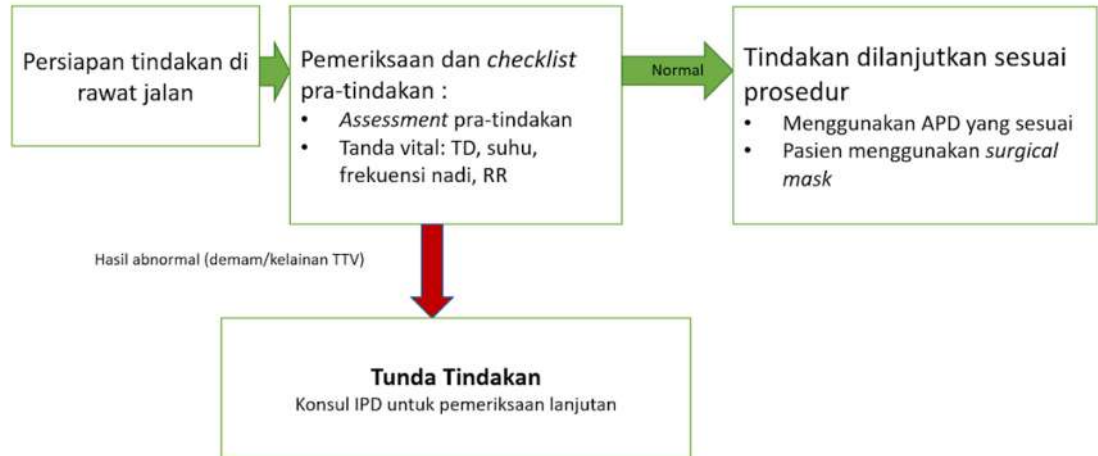 Persiapan tindakan di
rawat jalan
Pemeriksaan dan checklist
pra-tindakan :
• Assessment pra-tindakan
• Tanda vital: TD, suhu,
frekuensi nadi, RR
Normal
Tindakan dilanjutkan sesuai
prosedur
• Menggunakan APD yang sesuai
• Pasien menggunakan surgical
mask
Hasil abnormal (demam/kelainan TTV)
Tunda Tindakan
Konsul IPD untuk pemeriksaan lanjutan